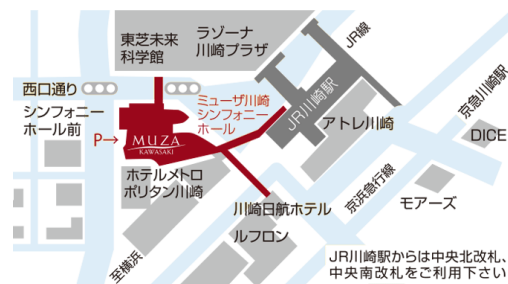 東芝未来
科学館
ラゾーナ
川崎プラザ
JR線
西口通り
シンフォニー
ホール前
P→
MUZA
KAWASAKI
ミューザ川崎
シンフォニー
ホール
JR川崎駅
アトレ川崎
京急川崎駅
DICE
ホテルメトロ
ポリタン川崎
川崎日航ホテル
ルフロン
京浜急行線
モアーズ
至横浜
JR川崎駅からは中央北改札、
中央南改札をご利用下さい